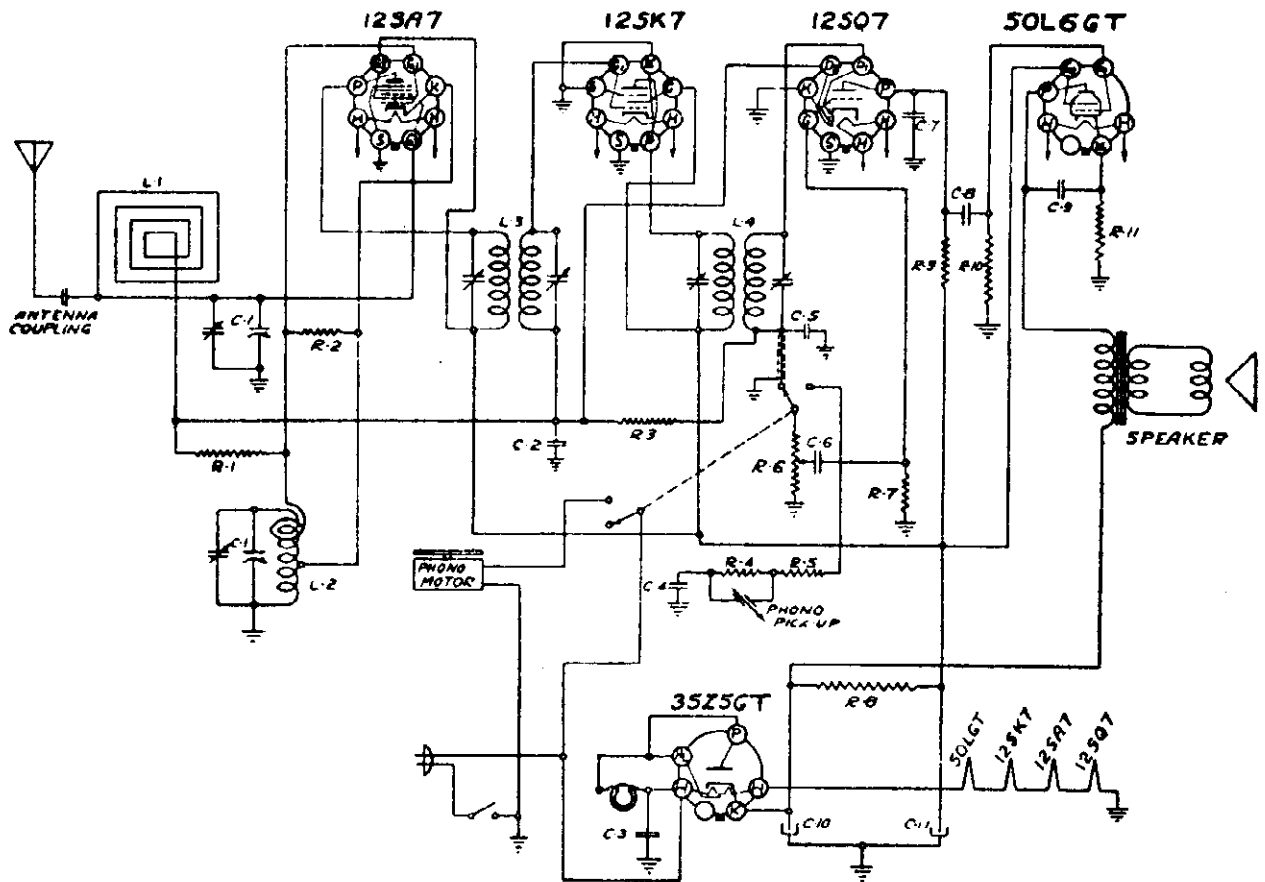 12SA7
12SK7
12SQ7
50L6GT
L-1
ANTENNA
COUPLING
C-1
R-2
L-3
L-4
C-7
C-8
C-9
R-9
R-10
R-11
C-5
C-2
R-3
R-6
C-6
R-7
R-1
C-1
L-2
PHONO
MOTOR
C-4
R-4
R-5
PHONO
PICK-UP
SPEAKER
35Z5GT
R-8
50LGT
12SK7
12SA7
12SQ7
C-3
C-10
C-11